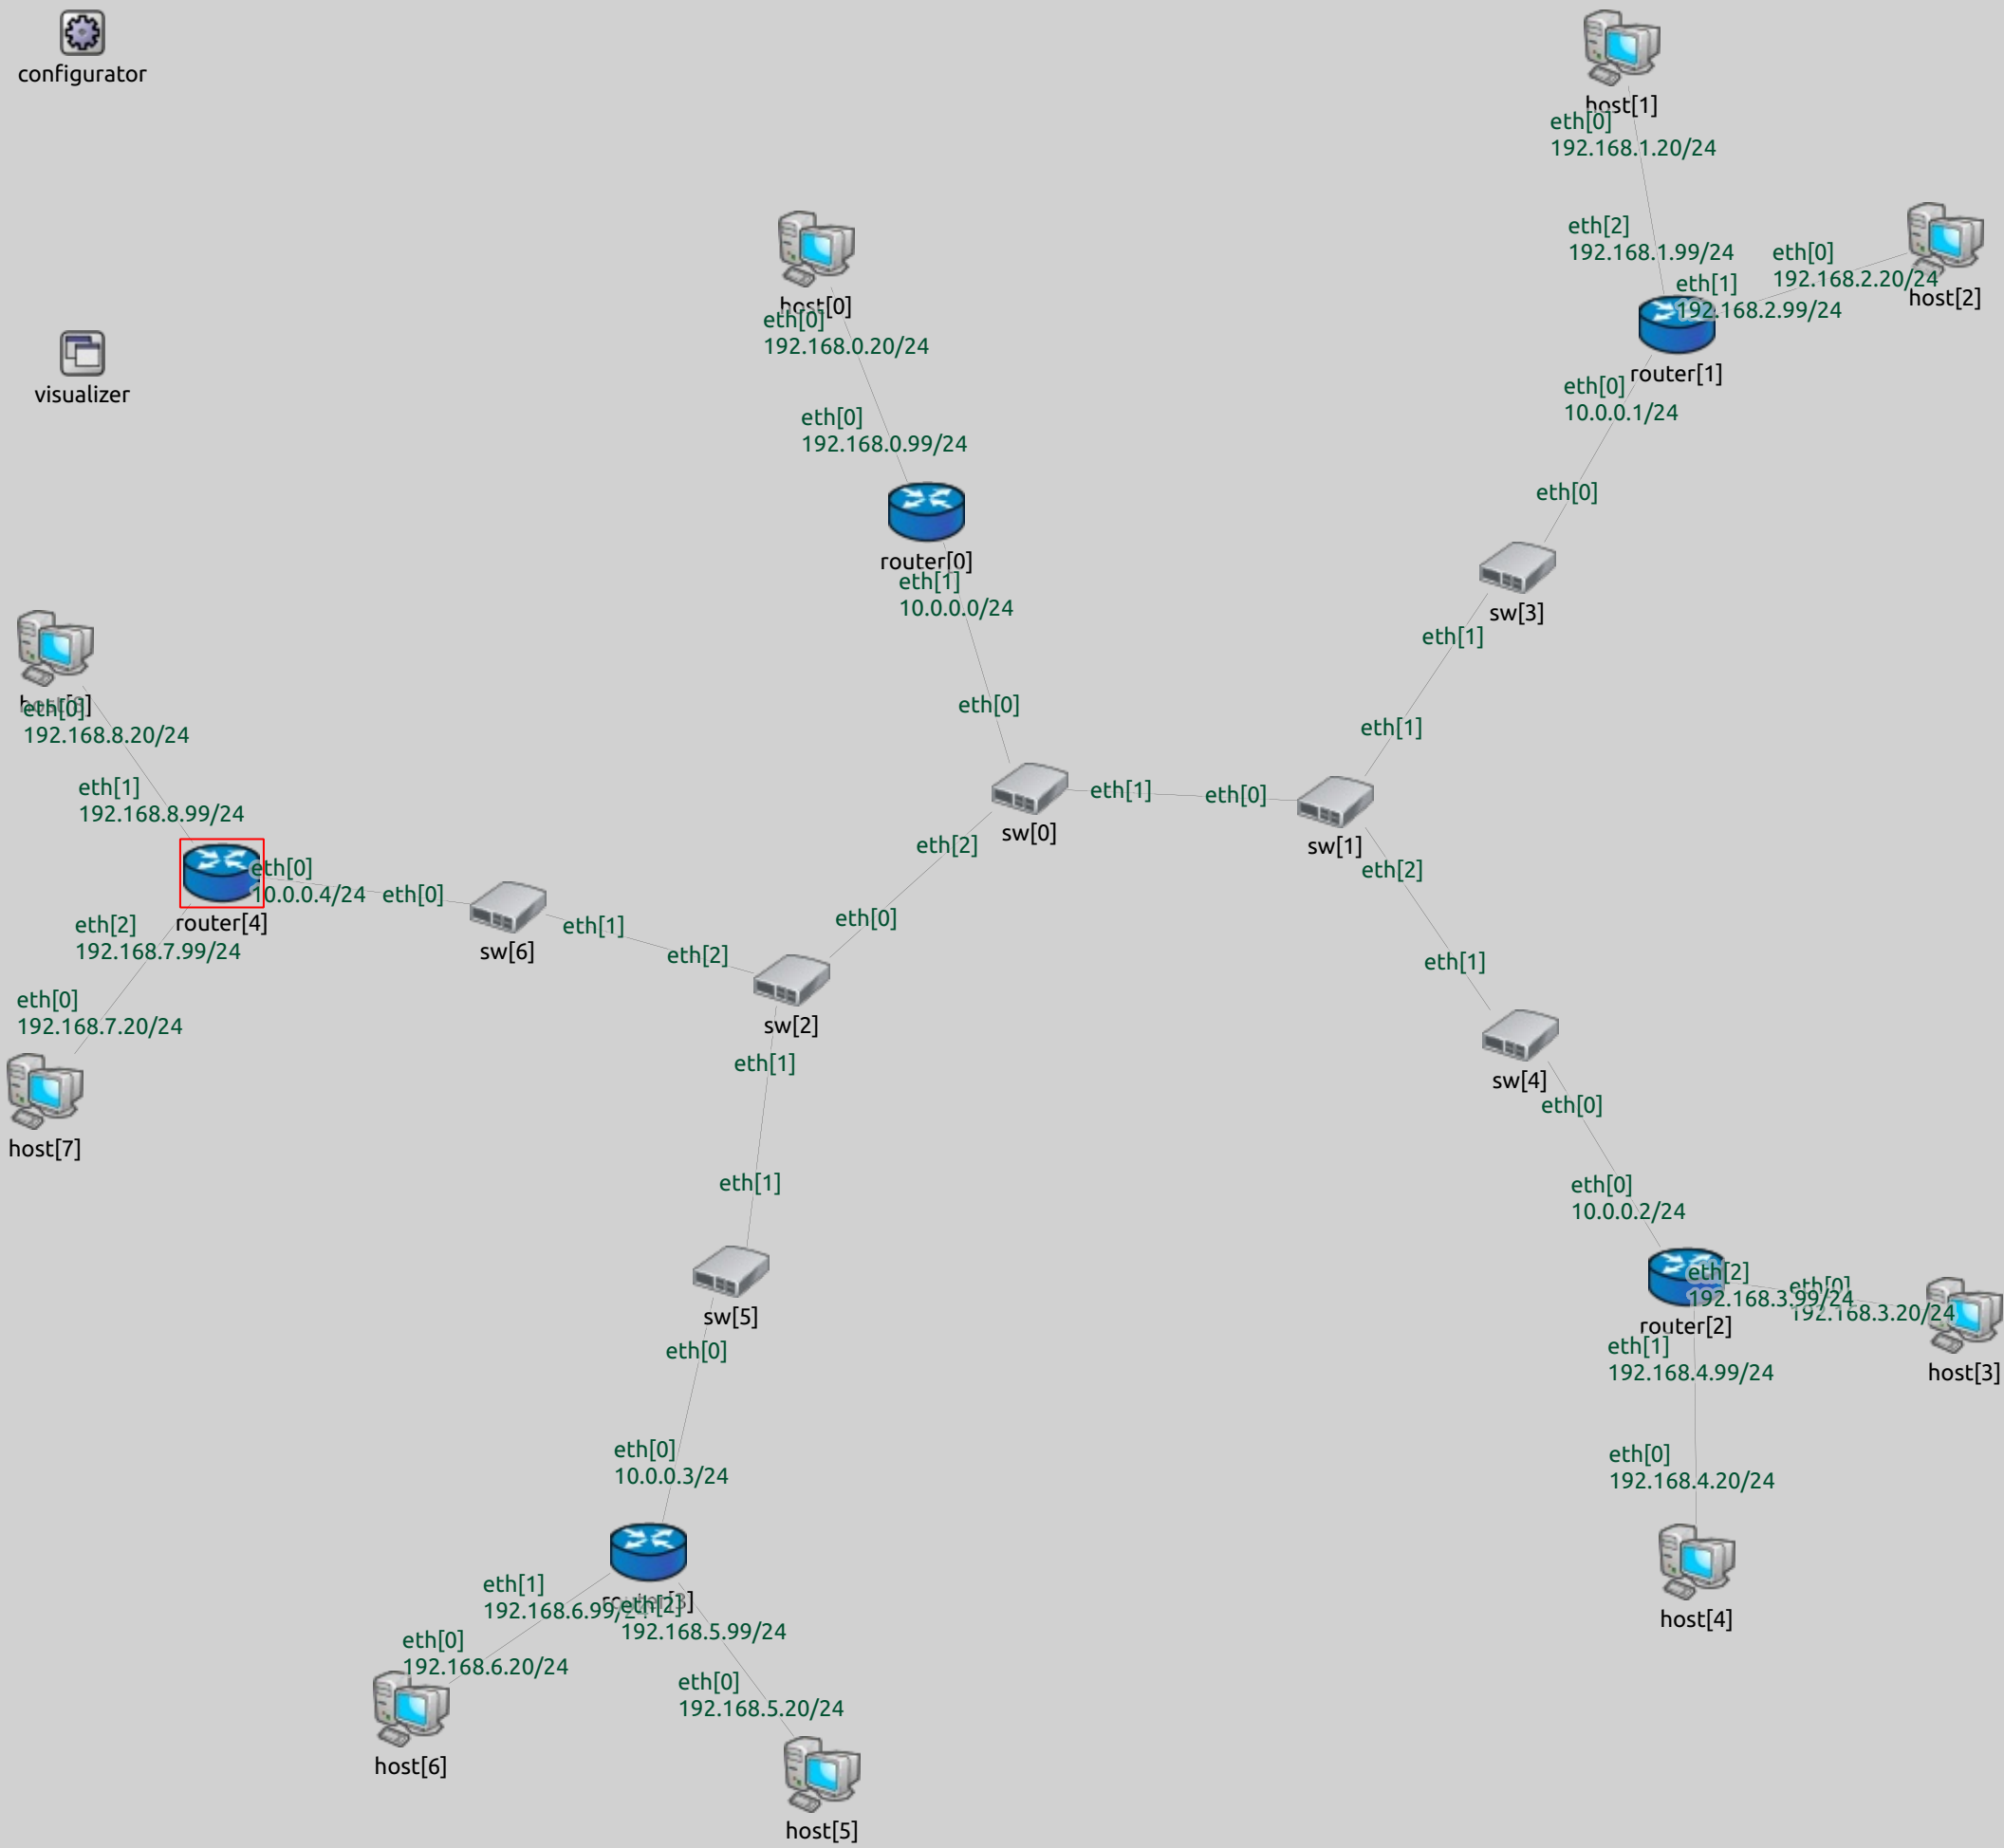 configurator
host[1]
eth[0]
192.168.1.20/24
eth[2]
192.168.1.99/24
eth[0]
192.168.2.20/24
host[2]
eth[1]
192.168.2.99/24
router[1]
eth[0]
10.0.0.1/24
host[0]
eth[0]
192.168.0.20/24
visualizer
eth[0]
192.168.0.99/24
eth[0]
router[0]
eth[1]
10.0.0.0/24
sw[3]
eth[1]
eth[0]
eth[1]
eth[0]
192.168.8.20/24
eth[1]
192.168.8.99/24
eth[1]
eth[0]
sw[0]
sw[1]
eth[2]
eth[2]
eth[0]
10.0.0.4/24
eth[0]
router[4]
eth[2]
192.168.7.99/24
eth[1]
sw[6]
eth[2]
eth[0]
eth[1]
eth[0]
192.168.7.20/24
sw[2]
eth[1]
sw[4]
eth[0]
host[7]
eth[1]
eth[0]
10.0.0.2/24
sw[5]
eth[0]
eth[2]
192.168.3.99/24
eth[0]
192.168.3.20/24
router[2]
host[3]
eth[1]
192.168.4.99/24
eth[0]
10.0.0.3/24
eth[0]
192.168.4.20/24
eth[1]
192.168.6.99/
eth[2]
192.168.5.99/24
host[4]
eth[0]
192.168.6.20/24
eth[0]
192.168.5.20/24
host[6]
host[5]